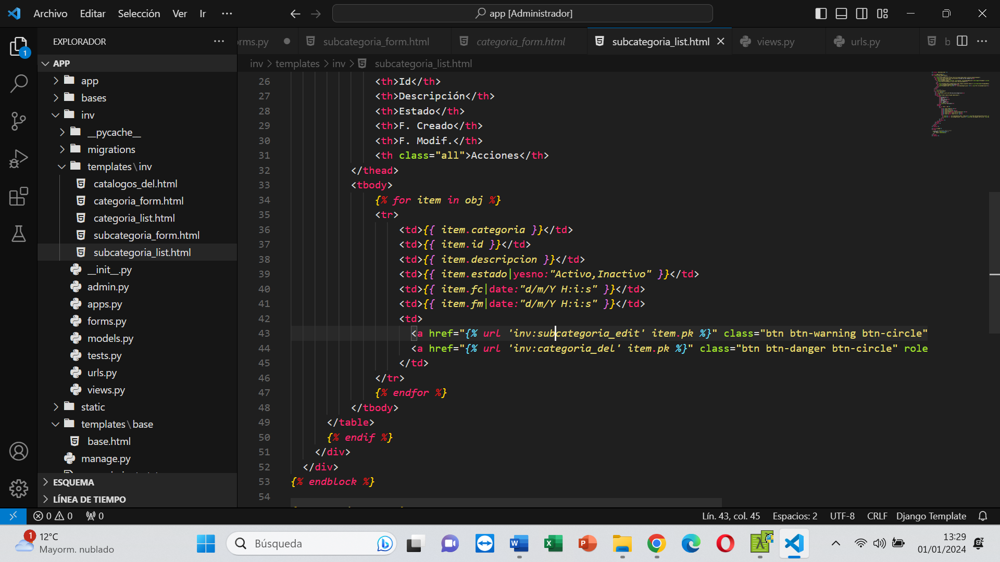 Archivo Editar Selección Ver Ir ···
app [Administrador]
EXPLORADOR ···
orms.py subcategoria_form.html categoria_form.html subcategoria_list.html views.py urls.py b ···
inv > templates > inv > subcategoria_list.html
APP
app
bases
inv
__pycache__
migrations
templates\inv
catalogos_del.html
categoria_form.html
categoria_list.html
subcategoria_form.html
subcategoria_list.html
__init__.py
admin.py
apps.py
forms.py
models.py
tests.py
urls.py
views.py
static
templates\base
base.html
manage.py
ESQUEMA
LÍNEA DE TIEMPO
1
26 <th>Id</th>
27 <th>Descripción</th>
28 <th>Estado</th>
29 <th>F. Creado</th>
30 <th>F. Modif.</th>
31 <th class="all">Acciones</th>
32 </thead>
33 <tbody>
34 {% for item in obj %}
35 <tr>
36 <td>{{ item.categoria }}</td>
37 <td>{{ item.id }}</td>
38 <td>{{ item.descripcion }}</td>
39 <td>{{ item.estado|yesno:"Activo,Inactivo" }}</td>
40 <td>{{ item.fc|date:"d/m/Y H:i:s" }}</td>
41 <td>{{ item.fm|date:"d/m/Y H:i:s" }}</td>
42 <td>
43 <a href="{% url 'inv:subcategoria_edit' item.pk %}" class="btn btn-warning btn-circle"
44 <a href="{% url 'inv:categoria_del' item.pk %}" class="btn btn-danger btn-circle" role
45 </td>
46 </tr>
47 {% endfor %}
48 </tbody>
49 </table>
50 {% endif %}
51 </div>
52 </div>
53 {% endblock %}
54
0 0 0
Lín. 43, col. 45 Espacios: 2 UTF-8 CRLF Django Template
1
12°C
Mayorm. nublado
Búsqueda
13:29
01/01/2024